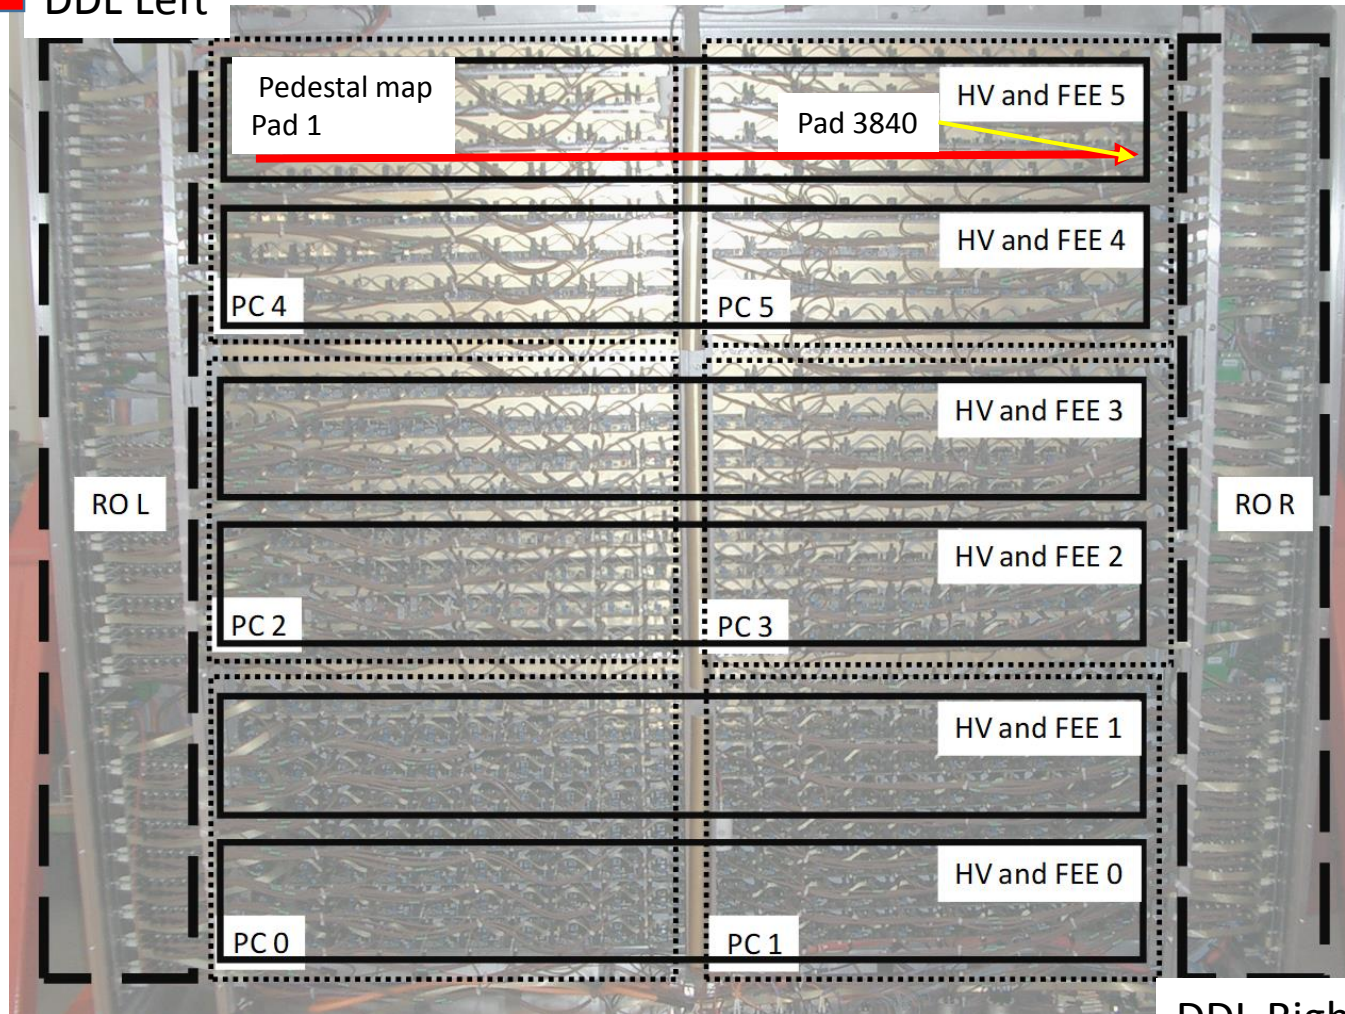 DDL Left
Pedestal map
Pad 1
Pad 3840
HV and FEE 5
HV and FEE 4
PC 4
PC 5
HV and FEE 3
RO L
RO R
HV and FEE 2
PC 2
PC 3
HV and FEE 1
HV and FEE 0
PC 0
PC 1
DDL Righ